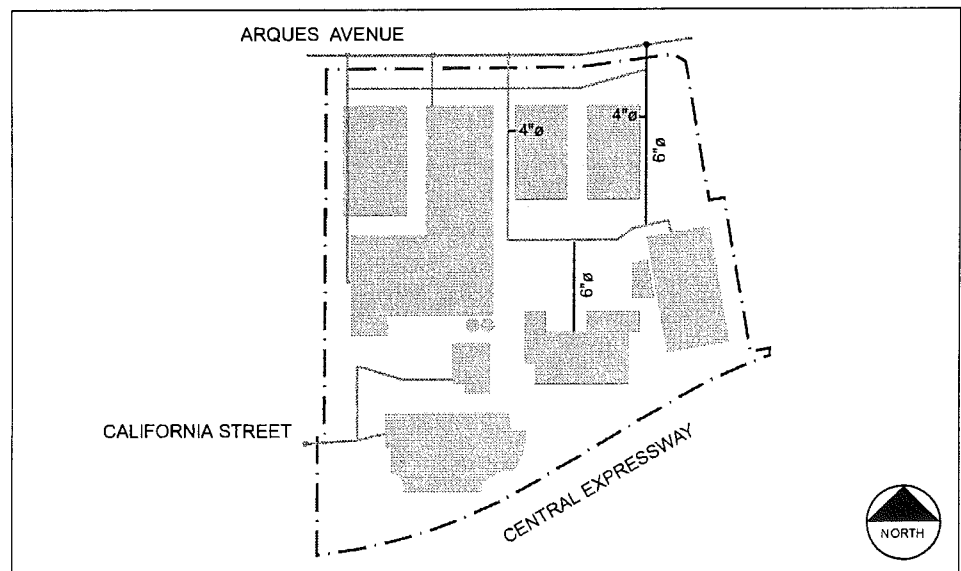 ARQUES AVENUE
4"ø
4"ø
6"ø
6"ø
CALIFORNIA STREET
CENTRAL EXPRESSWAY
NORTH